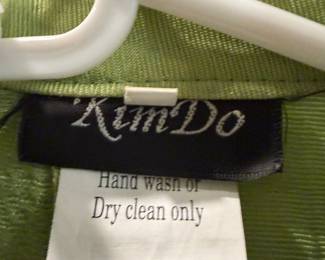 KimDo
Hand wash or
Dry clean only